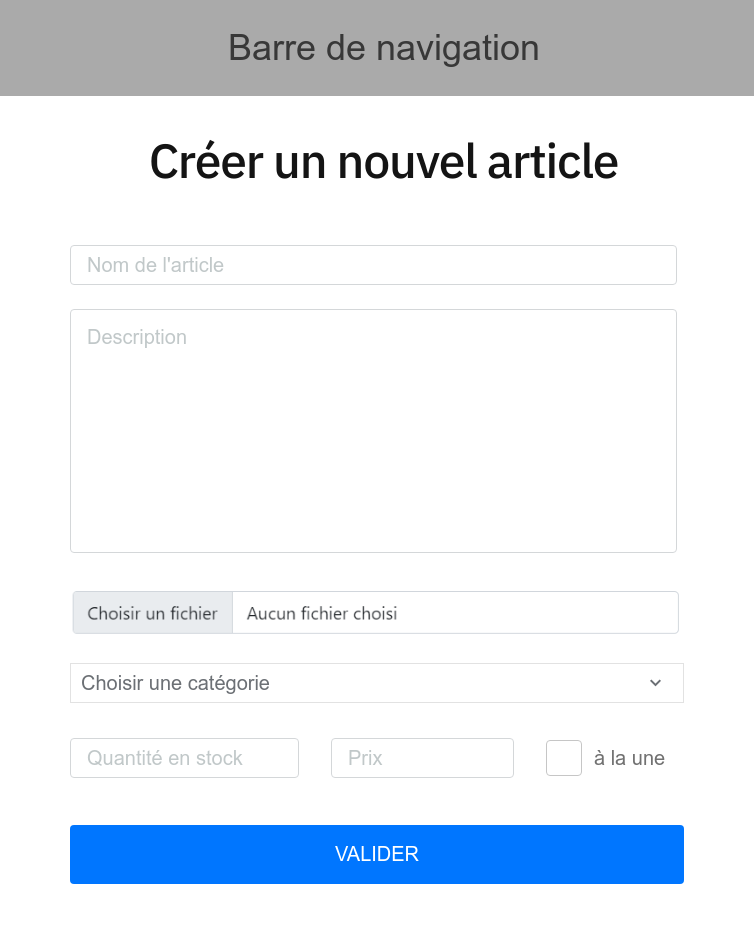 Barre de navigation
Créer un nouvel article
Nom de l'article
Description
Choisir un fichier Aucun fichier choisi
Choisir une catégorie
Quantité en stock Prix à la une
VALIDER